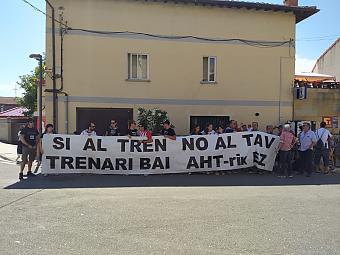 SI AL TREN NO AL TAV
TRENARI BAI AHT-rik EZ